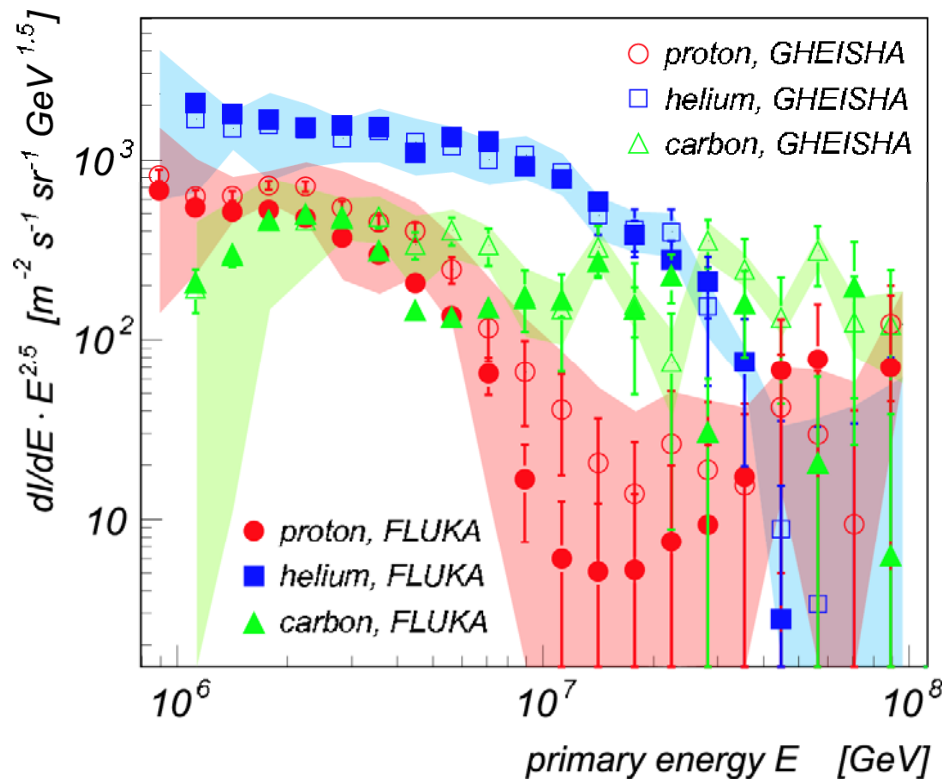 dI/dE · E^2.5 [m^-2 s^-1 sr^-1 GeV^1.5]
10^3
10^2
10
proton, GHEISHA
helium, GHEISHA
carbon, GHEISHA
proton, FLUKA
helium, FLUKA
carbon, FLUKA
10^6
10^7
10^8
primary energy E [GeV]